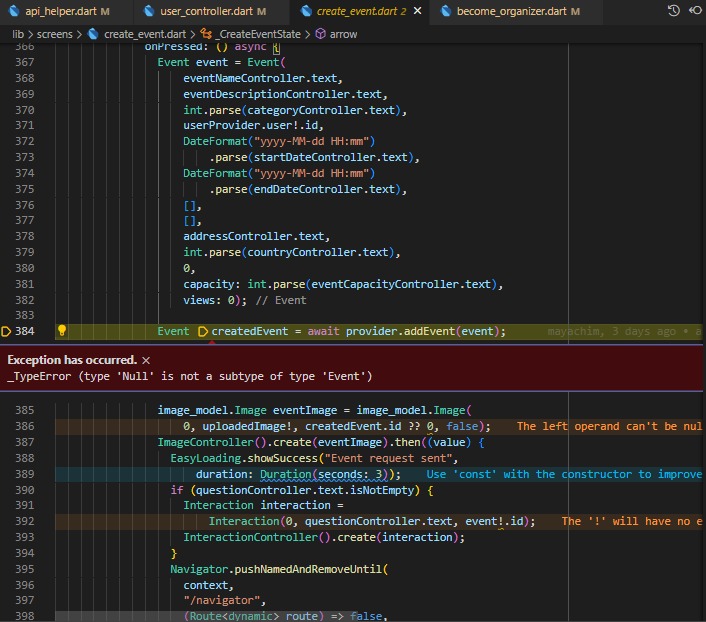 api_helper.dart M
user_controller.dart M
create_event.dart 2
become_organizer.dart M
lib > screens > create_event.dart > _CreateEventState > arrow
366 onPressed: () async {
367 Event event = Event(
368 eventNameController.text,
369 eventDescriptionController.text,
370 int.parse(categoryController.text),
371 userProvider.user!.id,
372 DateFormat("yyyy-MM-dd HH:mm")
373 .parse(startDateController.text),
374 DateFormat("yyyy-MM-dd HH:mm")
375 .parse(endDateController.text),
376 [],
377 [],
378 addressController.text,
379 int.parse(countryController.text),
380 0,
381 capacity: int.parse(eventCapacityController.text),
382 views: 0); // Event
383
384 Event createdEvent = await provider.addEvent(event); mayachim, 3 days ago • a
Exception has occurred. ×
_TypeError (type 'Null' is not a subtype of type 'Event')
385 image_model.Image eventImage = image_model.Image(
386 0, uploadedImage!, createdEvent.id ?? 0, false); The left operand can't be nul
387 ImageController().create(eventImage).then((value) {
388 EasyLoading.showSuccess("Event request sent",
389 duration: Duration(seconds: 3)); Use 'const' with the constructor to improve
390 if (questionController.text.isNotEmpty) {
391 Interaction interaction =
392 Interaction(0, questionController.text, event!.id); The '!' will have no e
393 InteractionController().create(interaction);
394 }
395 Navigator.pushNamedAndRemoveUntil(
396 context,
397 "/navigator",
398 (Route<dynamic> route) => false,